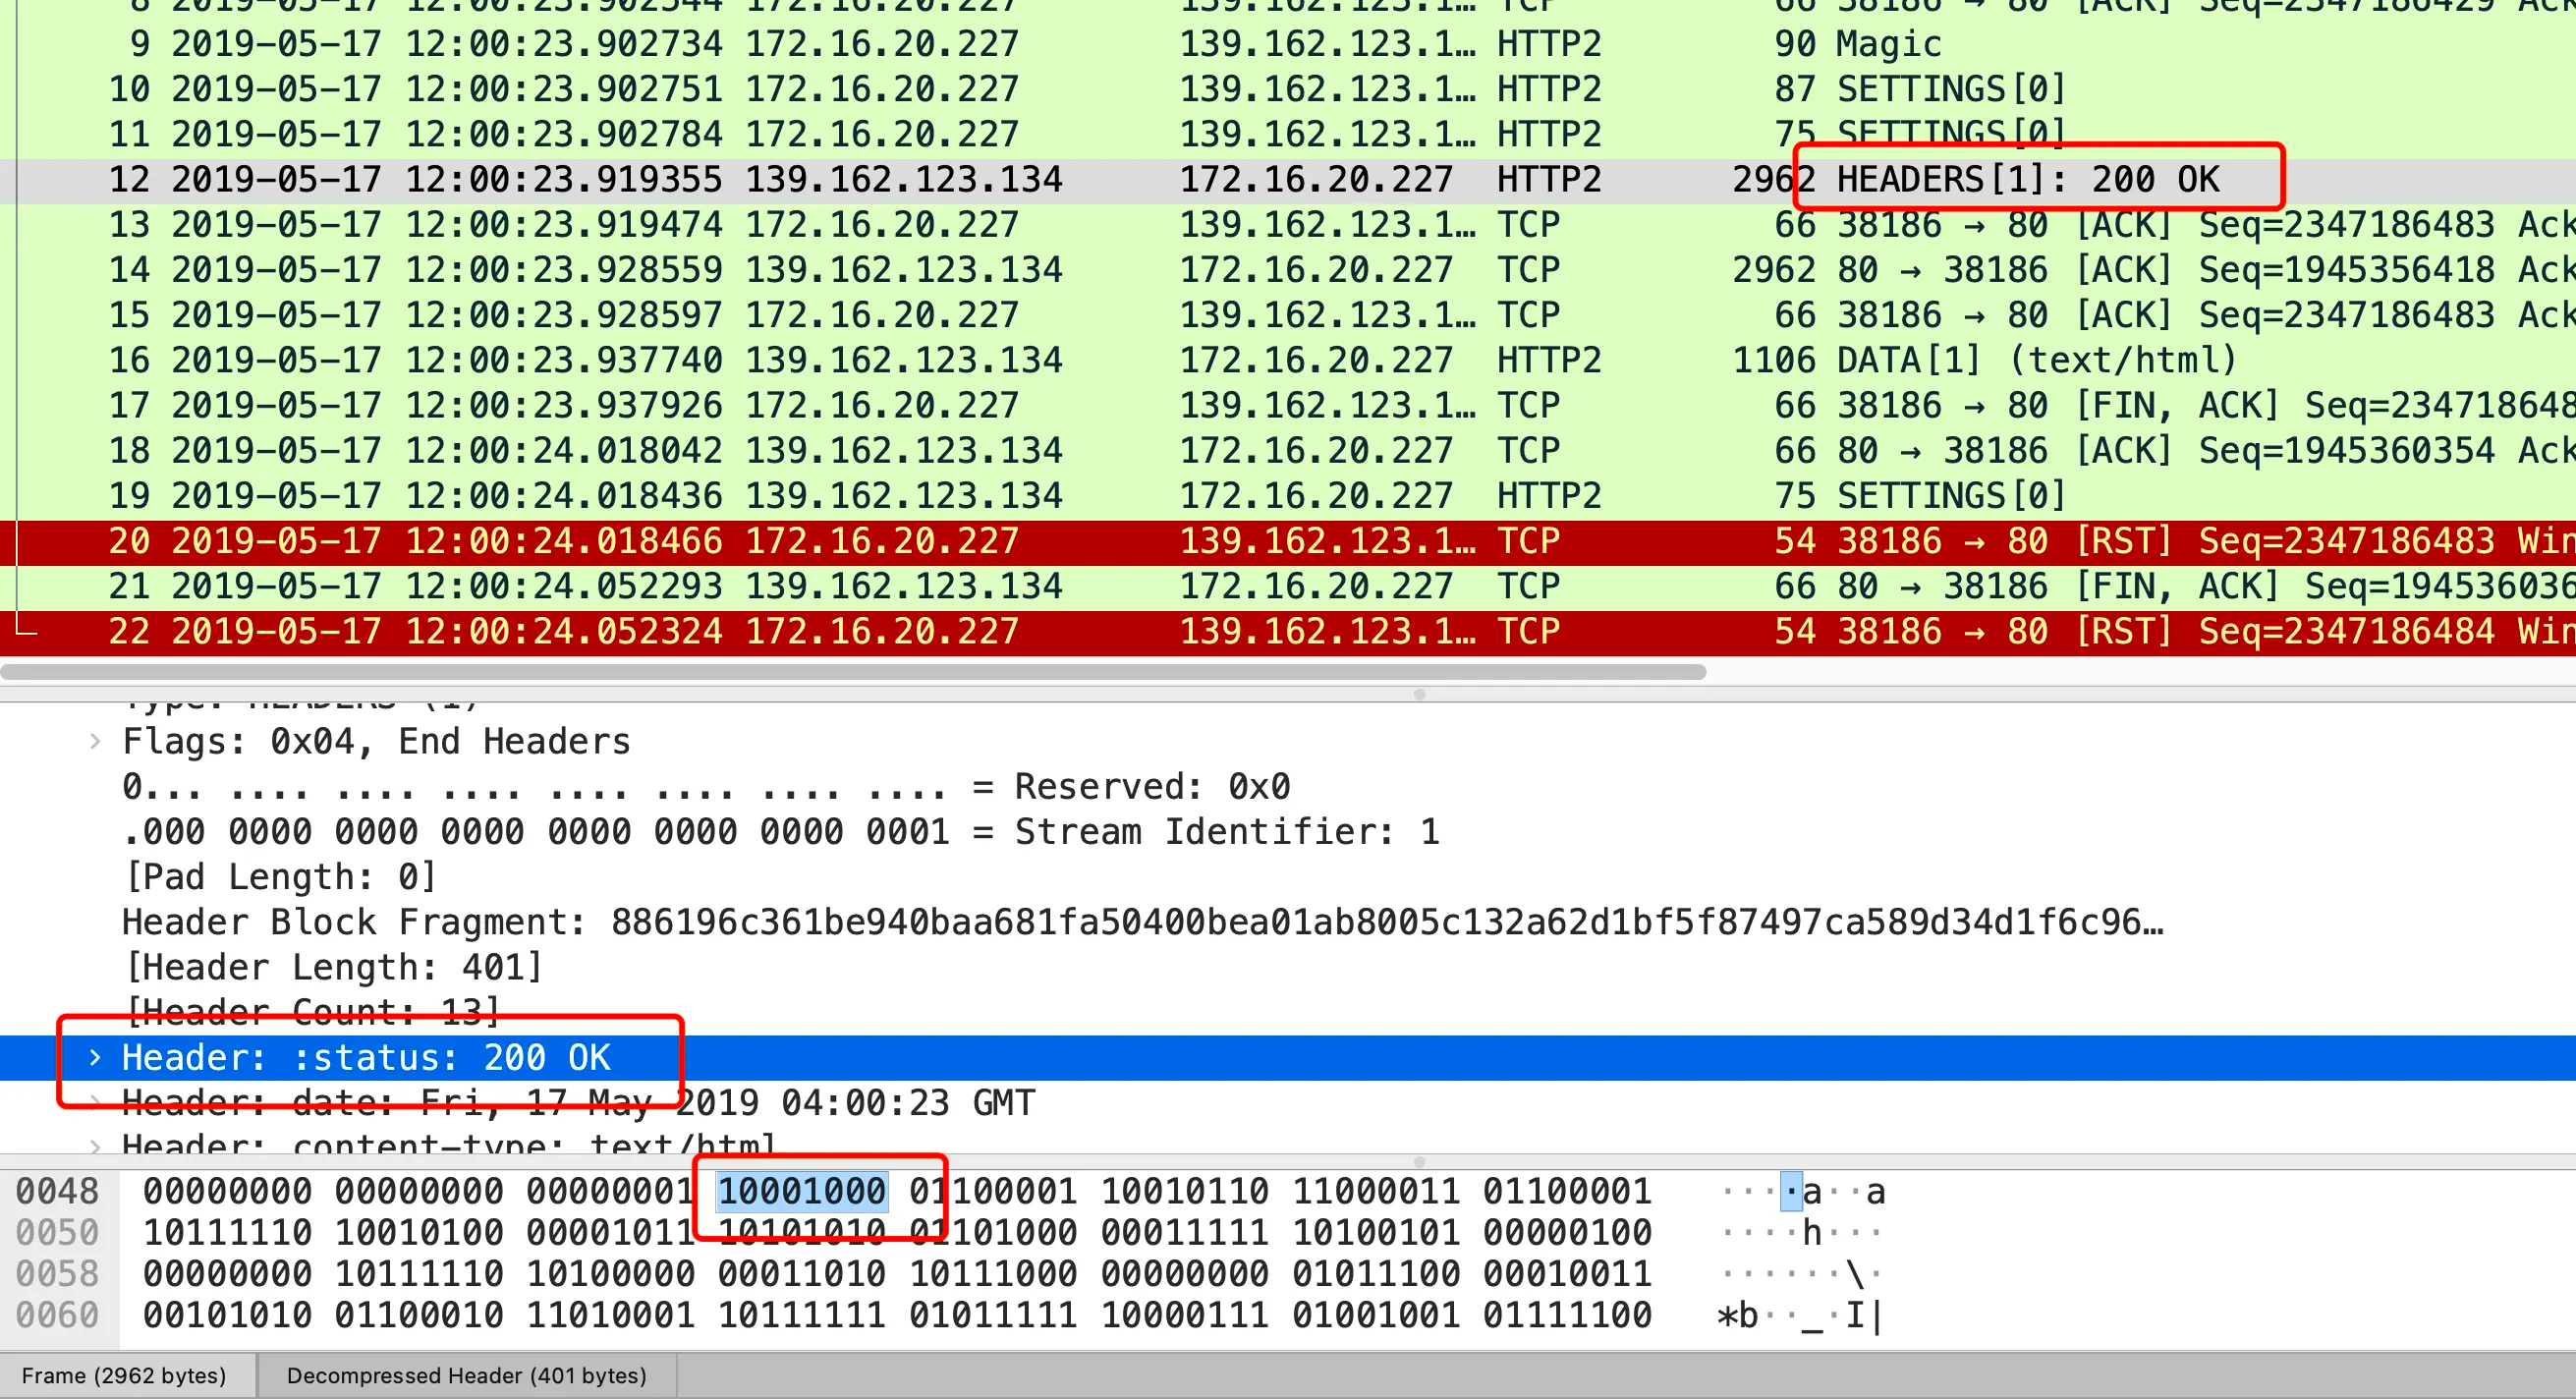 8 2019-05-17 12:00:23.902544 172.16.20.227 139.162.123.1… TCP 66 38186 → 80 [ACK] Seq=2347186429 Ack
9 2019-05-17 12:00:23.902734 172.16.20.227 139.162.123.1… HTTP2 90 Magic
10 2019-05-17 12:00:23.902751 172.16.20.227 139.162.123.1… HTTP2 87 SETTINGS[0]
11 2019-05-17 12:00:23.902784 172.16.20.227 139.162.123.1… HTTP2 75 SETTINGS[0]
12 2019-05-17 12:00:23.919355 139.162.123.134 172.16.20.227 HTTP2 2962 HEADERS[1]: 200 OK
13 2019-05-17 12:00:23.919474 172.16.20.227 139.162.123.1… TCP 66 38186 → 80 [ACK] Seq=2347186483 Ack
14 2019-05-17 12:00:23.928559 139.162.123.134 172.16.20.227 TCP 2962 80 → 38186 [ACK] Seq=1945356418 Ack
15 2019-05-17 12:00:23.928597 172.16.20.227 139.162.123.1… TCP 66 38186 → 80 [ACK] Seq=2347186483 Ack
16 2019-05-17 12:00:23.937740 139.162.123.134 172.16.20.227 HTTP2 1106 DATA[1] (text/html)
17 2019-05-17 12:00:23.937926 172.16.20.227 139.162.123.1… TCP 66 38186 → 80 [FIN, ACK] Seq=234718648
18 2019-05-17 12:00:24.018042 139.162.123.134 172.16.20.227 TCP 66 80 → 38186 [ACK] Seq=1945360354 Ack
19 2019-05-17 12:00:24.018436 139.162.123.134 172.16.20.227 HTTP2 75 SETTINGS[0]
20 2019-05-17 12:00:24.018466 172.16.20.227 139.162.123.1… TCP 54 38186 → 80 [RST] Seq=2347186483 Win
21 2019-05-17 12:00:24.052293 139.162.123.134 172.16.20.227 TCP 66 80 → 38186 [FIN, ACK] Seq=194536036
22 2019-05-17 12:00:24.052324 172.16.20.227 139.162.123.1… TCP 54 38186 → 80 [RST] Seq=2347186484 Win
Type: HEADERS (1)
Flags: 0x04, End Headers
0... .... .... .... .... .... .... .... = Reserved: 0x0
.000 0000 0000 0000 0000 0000 0000 0001 = Stream Identifier: 1
[Pad Length: 0]
Header Block Fragment: 886196c361be940baa681fa50400bea01ab8005c132a62d1bf5f87497ca589d34d1f6c96…
[Header Length: 401]
[Header Count: 13]
Header: :status: 200 OK
Header: date: Fri, 17 May 2019 04:00:23 GMT
Header: content-type: text/html
0048 00000000 00000000 00000001 10001000 01100001 10010110 11000011 01100001 ····a··a
0050 10111110 10010100 00001011 10101010 01101000 00011111 10100101 00000100 ····h···
0058 00000000 10111110 10100000 00011010 10111000 00000000 01011100 00010011 ······\·
0060 00101010 01100010 11010001 10111111 01011111 10000111 01001001 01111100 *b··_·I|
Frame (2962 bytes) Decompressed Header (401 bytes)